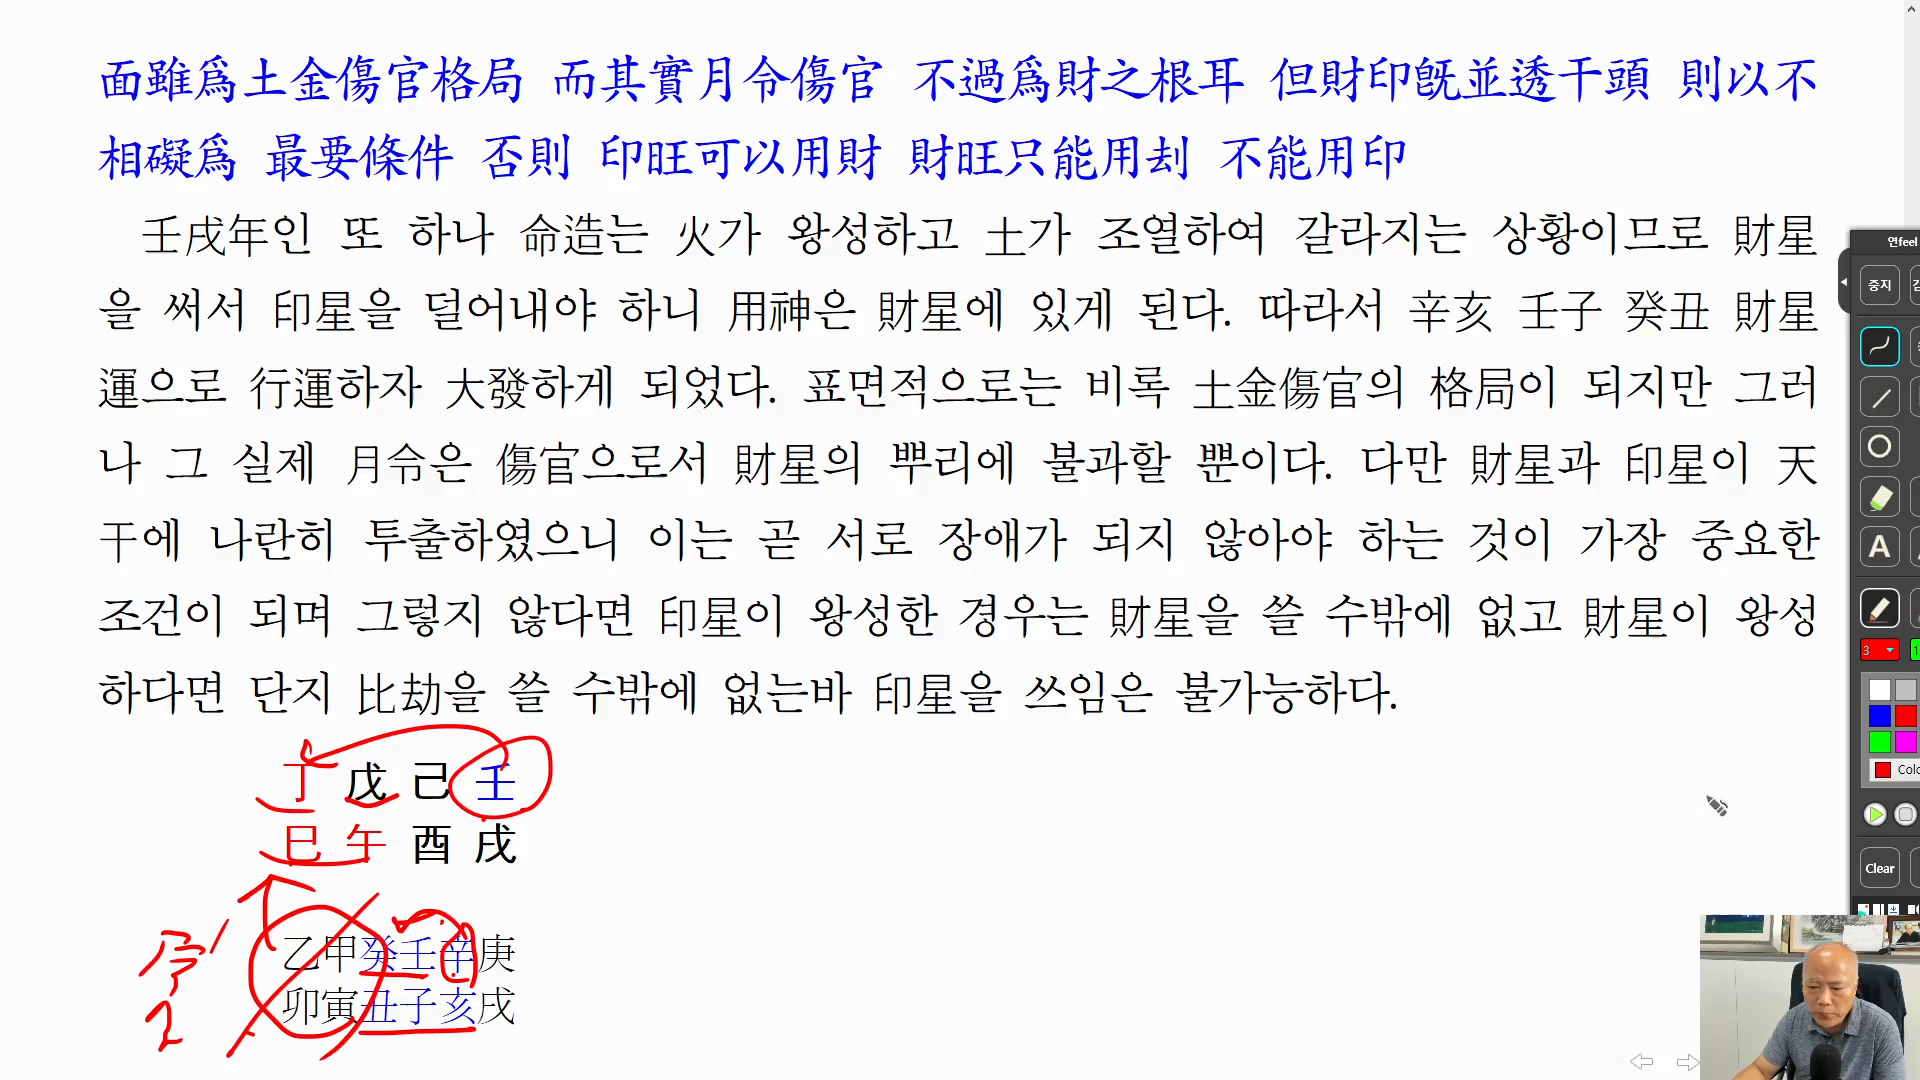 面雖爲土金傷官格局 而其實月令傷官 不過爲財之根耳 但財印旣並透干頭 則以不
相礙爲 最要條件 否則 印旺可以用財 財旺只能用刦 不能用印
壬戌年인 또 하나 命造는 火가 왕성하고 土가 조열하여 갈라지는 상황이므로 財星
을 써서 印星을 덜어내야 하니 用神은 財星에 있게 된다. 따라서 辛亥 壬子 癸丑 財星
運으로 行運하자 大發하게 되었다. 표면적으로는 비록 土金傷官의 格局이 되지만 그러
나 그 실제 月令은 傷官으로서 財星의 뿌리에 불과할 뿐이다. 다만 財星과 印星이 天
干에 나란히 투출하였으니 이는 곧 서로 장애가 되지 않아야 하는 것이 가장 중요한
조건이 되며 그렇지 않다면 印星이 왕성한 경우는 財星을 쓸 수밖에 없고 財星이 왕성
하다면 단지 比劫을 쓸 수밖에 없는바 印星을 쓰임은 불가능하다.
丁 戊 己 壬
巳 午 酉 戌
乙甲癸壬辛庚
卯寅丑子亥戌
연feel
중지
A
3
1
Clear